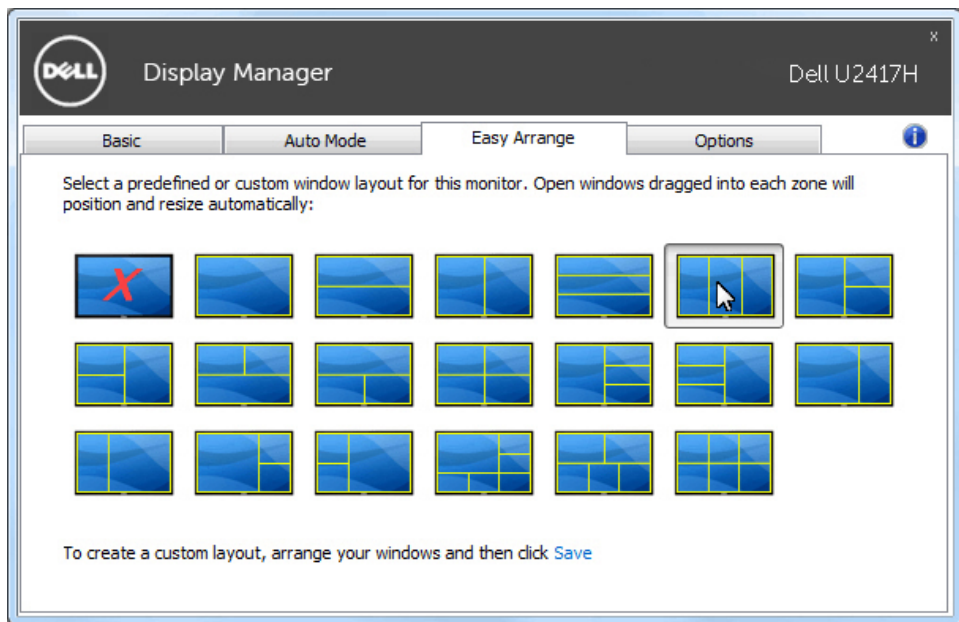 x
DELL
Display Manager
Dell U2417H
Basic
Auto Mode
Easy Arrange
Options
i
Select a predefined or custom window layout for this monitor. Open windows dragged into each zone will
position and resize automatically:
X
To create a custom layout, arrange your windows and then click Save